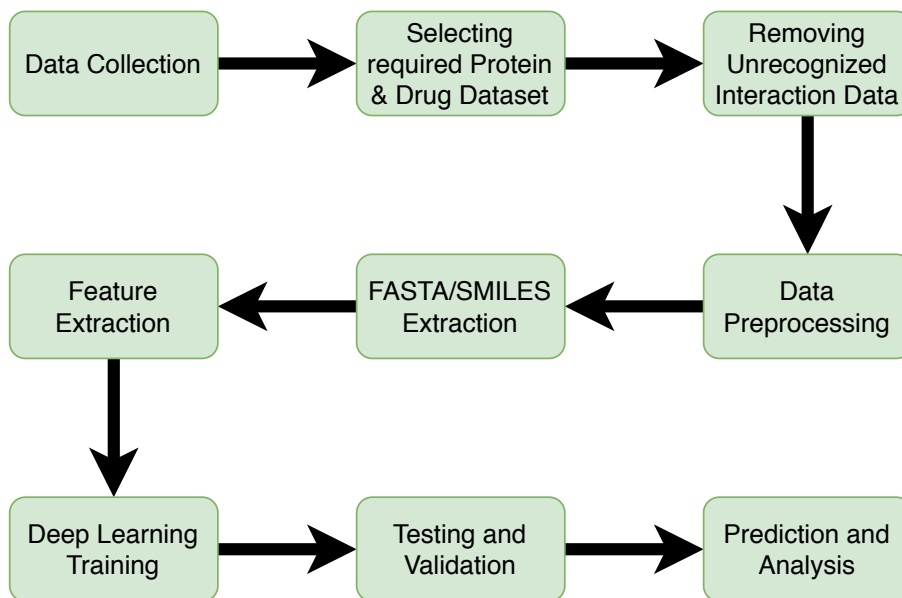 Data Collection
Selecting
required Protein
& Drug Dataset
Removing
Unrecognized
Interaction Data
Data
Preprocessing
FASTA/SMILES
Extraction
Feature
Extraction
Deep Learning
Training
Testing and
Validation
Prediction and
Analysis